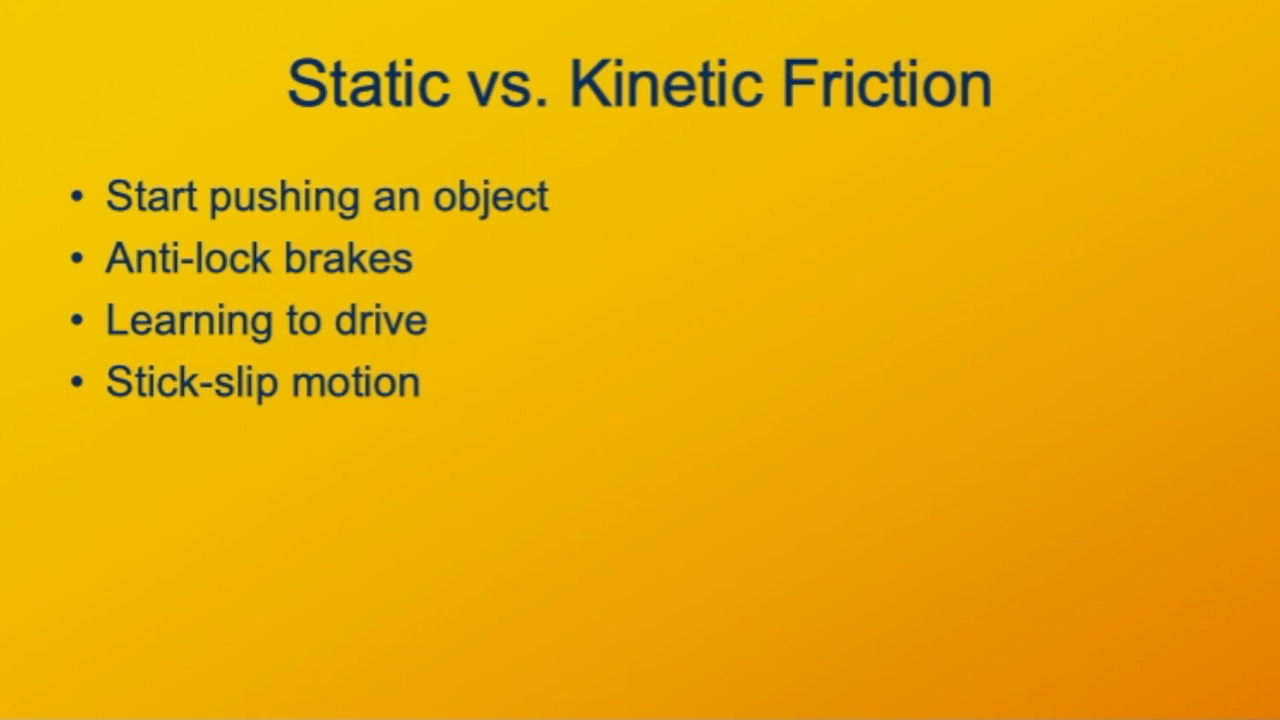 Static vs. Kinetic Friction
• Start pushing an object
• Anti-lock brakes
• Learning to drive
• Stick-slip motion